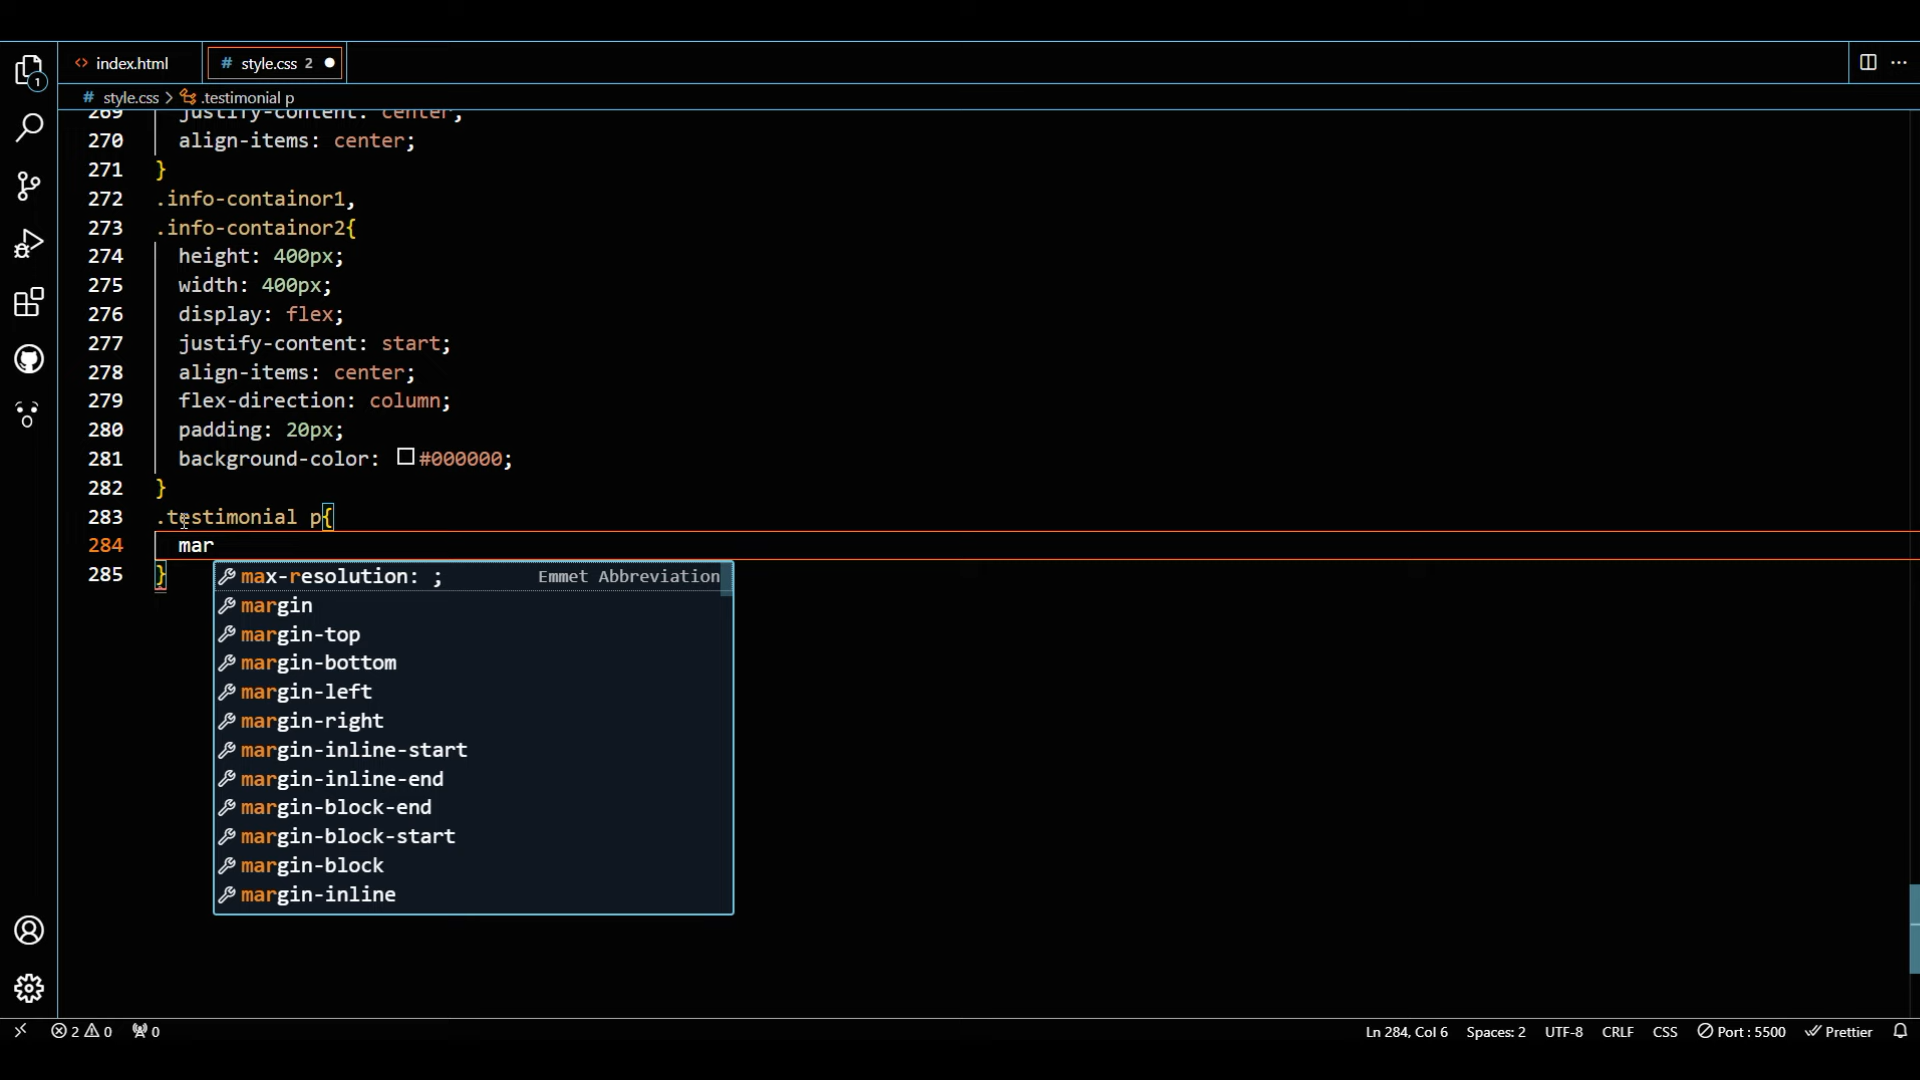 index.html
style.css 2
style.css > .testimonial p
269 justify-content: center;
270 align-items: center;
271 }
272 .info-containor1,
273 .info-containor2{
274 height: 400px;
275 width: 400px;
276 display: flex;
277 justify-content: start;
278 align-items: center;
279 flex-direction: column;
280 padding: 20px;
281 background-color: #000000;
282 }
283 .testimonial p{
284 mar
285 }
max-resolution: ; Emmet Abbreviation
margin
margin-top
margin-bottom
margin-left
margin-right
margin-inline-start
margin-inline-end
margin-block-end
margin-block-start
margin-block
margin-inline
1
2 0 0 Ln 284, Col 6 Spaces: 2 UTF-8 CRLF CSS Port : 5500 Prettier